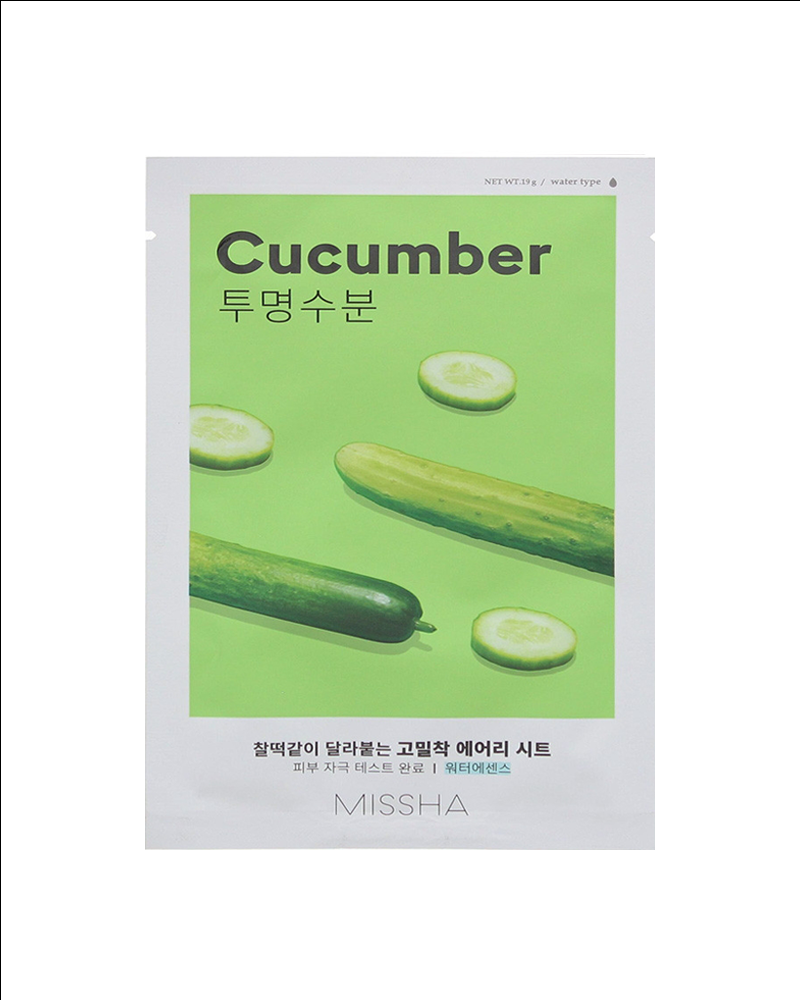 NET WT.19g / water type
Cucumber
투명수분
찰떡같이 달라붙는 고밀착 에어리 시트
피부 자극 테스트 완료 | 워터에센스
MISSHA